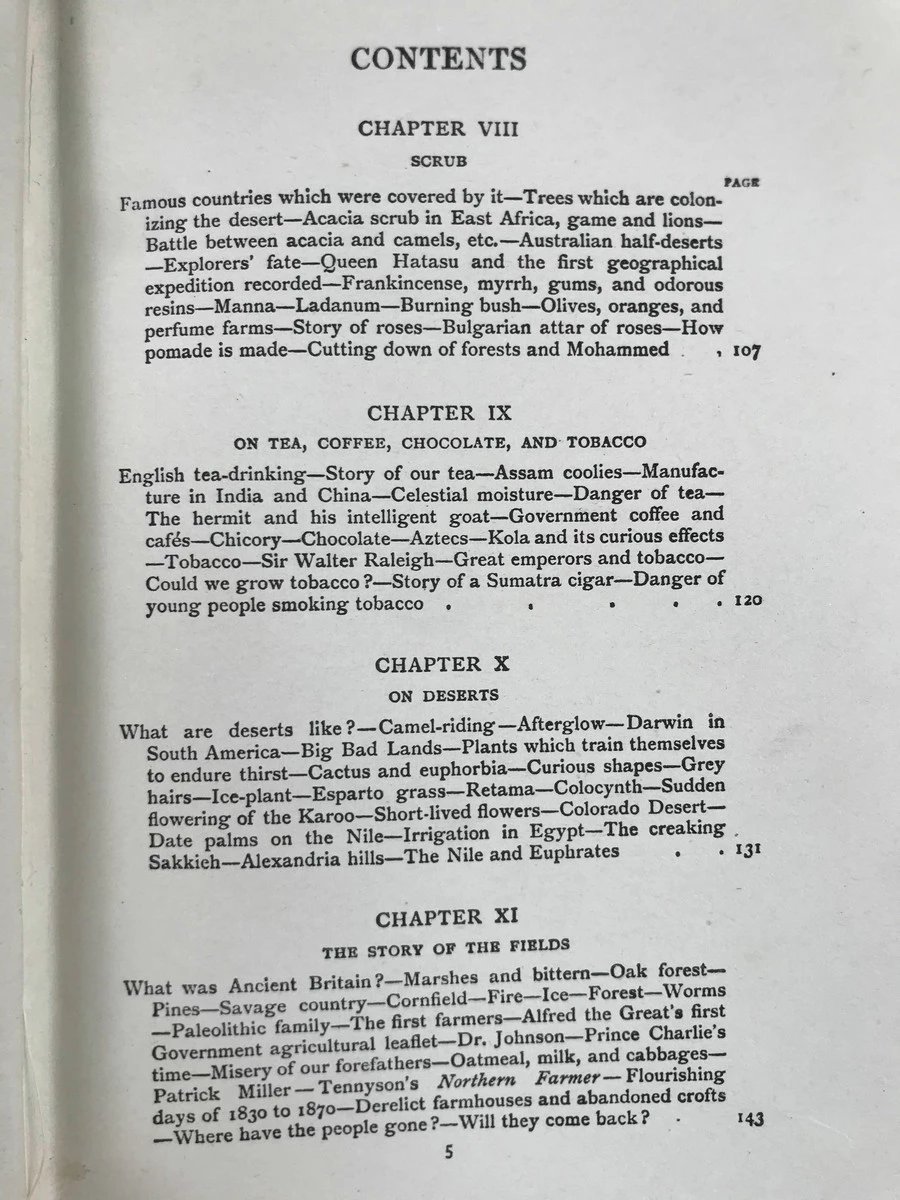 CONTENTS
CHAPTER VIII
SCRUB
PAGE
Famous countries which were covered by it—Trees which are colon-
izing the desert—Acacia scrub in East Africa, game and lions—
Battle between acacia and camels, etc.—Australian half-deserts
—Explorers' fate—Queen Hatasu and the first geographical
expedition recorded—Frankincense, myrrh, gums, and odorous
resins—Manna—Ladanum—Burning bush—Olives, oranges, and
perfume farms—Story of roses—Bulgarian attar of roses—How
pomade is made—Cutting down of forests and Mohammed . . 107
CHAPTER IX
ON TEA, COFFEE, CHOCOLATE, AND TOBACCO
English tea-drinking—Story of our tea—Assam coolies—Manufac-
ture in India and China—Celestial moisture—Danger of tea—
The hermit and his intelligent goat—Government coffee and
cafés—Chicory—Chocolate—Aztecs—Kola and its curious effects
—Tobacco—Sir Walter Raleigh—Great emperors and tobacco—
Could we grow tobacco?—Story of a Sumatra cigar—Danger of
young people smoking tobacco . . . . . 120
CHAPTER X
ON DESERTS
What are deserts like?—Camel-riding—Afterglow—Darwin in
South America—Big Bad Lands—Plants which train themselves
to endure thirst—Cactus and euphorbia—Curious shapes—Grey
hairs—Ice-plant—Esparto grass—Retama—Colocynth—Sudden
flowering of the Karoo—Short-lived flowers—Colorado Desert—
Date palms on the Nile—Irrigation in Egypt—The creaking
Sakkieh—Alexandria hills—The Nile and Euphrates . . 131
CHAPTER XI
THE STORY OF THE FIELDS
What was Ancient Britain?—Marshes and bittern—Oak forest—
Pines—Savage country—Cornfield—Fire—Ice—Forest—Worms
—Paleolithic family—The first farmers—Alfred the Great's first
Government agricultural leaflet—Dr. Johnson—Prince Charlie's
time—Misery of our forefathers—Oatmeal, milk, and cabbages—
Patrick Miller—Tennyson's Northern Farmer—Flourishing
days of 1830 to 1870—Derelict farmhouses and abandoned crofts
—Where have the people gone?—Will they come back? . 143
5